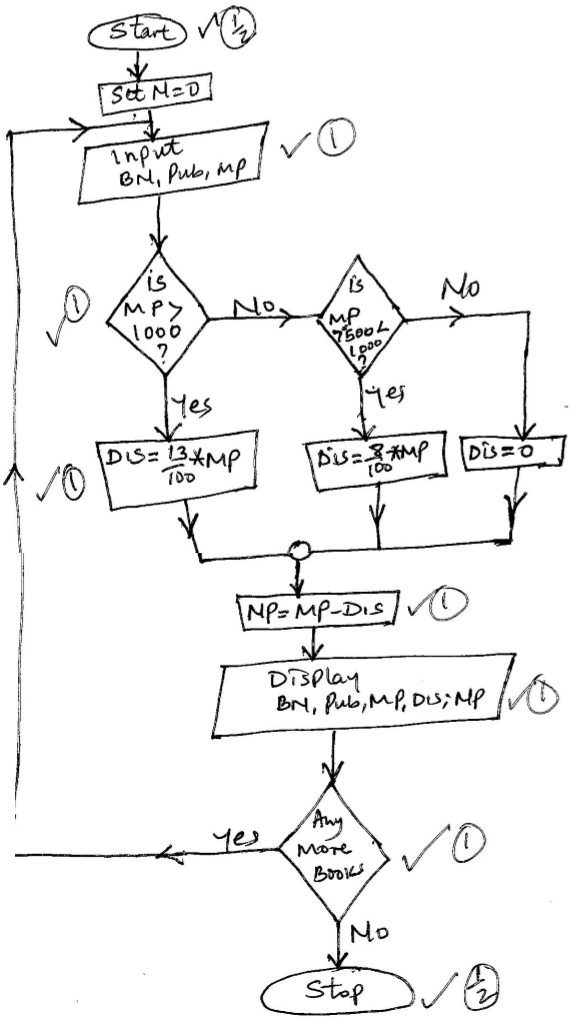 Start
✓ 1/2
Set N=0
Input
BN, Pub, MP
✓ 1
is
MP>
1000
?
✓ 1
No
is
MP
>500<
1000
?
No
Yes
Yes
DIS=13/100*MP
✓ 1
DIS=8/100*MP
DIS=0
NP=MP-DIS
✓ 1
Display
BN, Pub, MP, DIS, NP
✓ 1
Any
More
Books
✓ 1
Yes
No
Stop
✓ 1/2